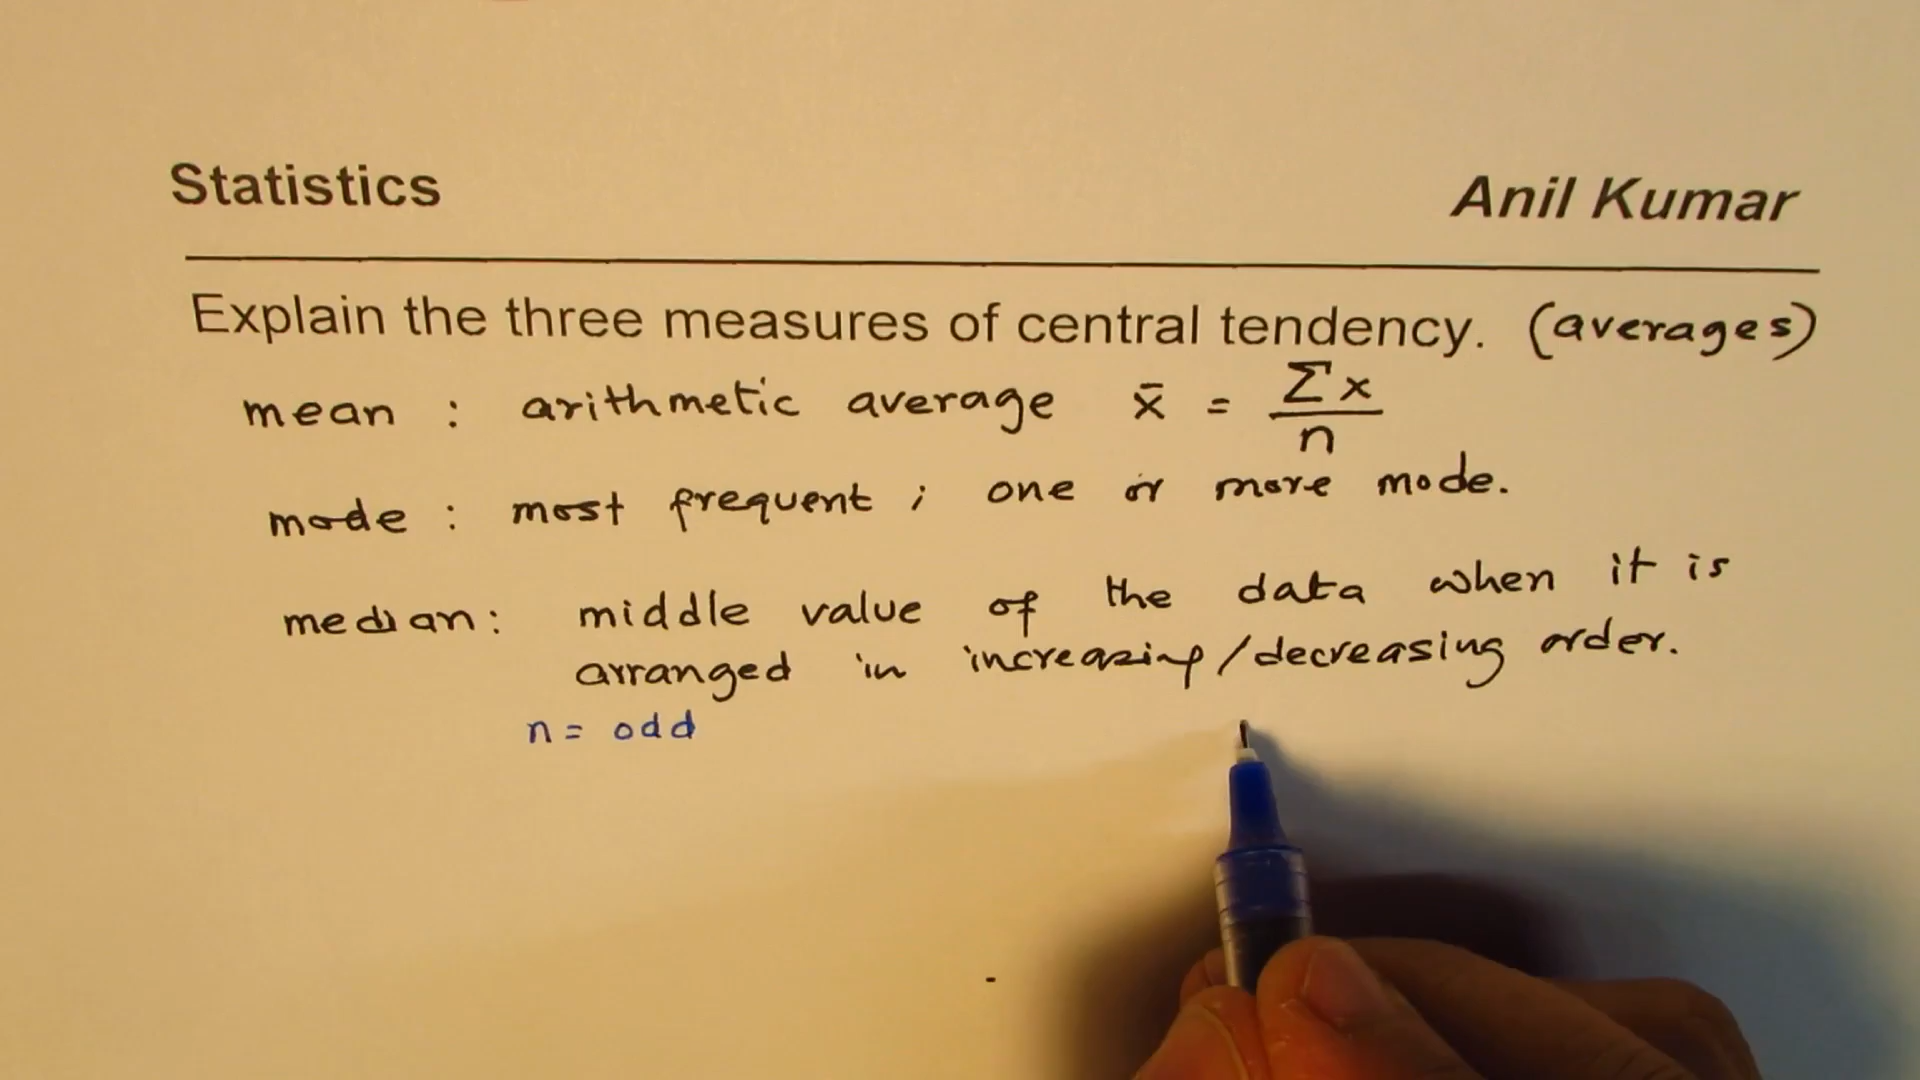 Statistics Anil Kumar
Explain the three measures of central tendency. (averages)
mean : arithmetic average x̄ = Σx / n
mode : most frequent ; one or more mode.
median : middle value of the data when it is
arranged in increasing/decreasing order.
n = odd